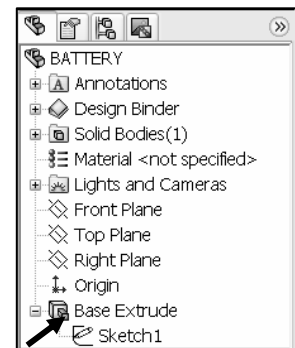 BATTERY
Annotations
Design Binder
Solid Bodies(1)
Material <not specified>
Lights and Cameras
Front Plane
Top Plane
Right Plane
Origin
Base Extrude
Sketch1